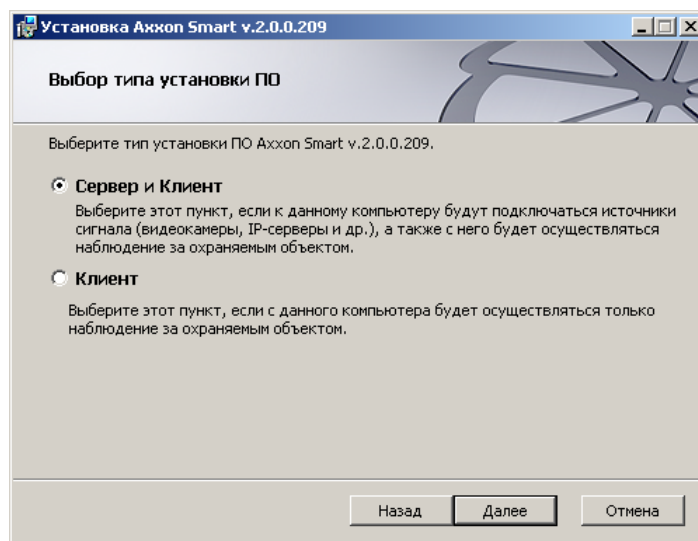 Установка Axxon Smart v.2.0.0.209
Выбор типа установки ПО
Выберите тип установки ПО Axxon Smart v.2.0.0.209.
Сервер и Клиент
Выберите этот пункт, если к данному компьютеру будут подключаться источники
сигнала (видеокамеры, IP-серверы и др.), а также с него будет осуществляться
наблюдение за охраняемым объектом.
Клиент
Выберите этот пункт, если с данного компьютера будет осуществляться только
наблюдение за охраняемым объектом.
Назад Далее Отмена